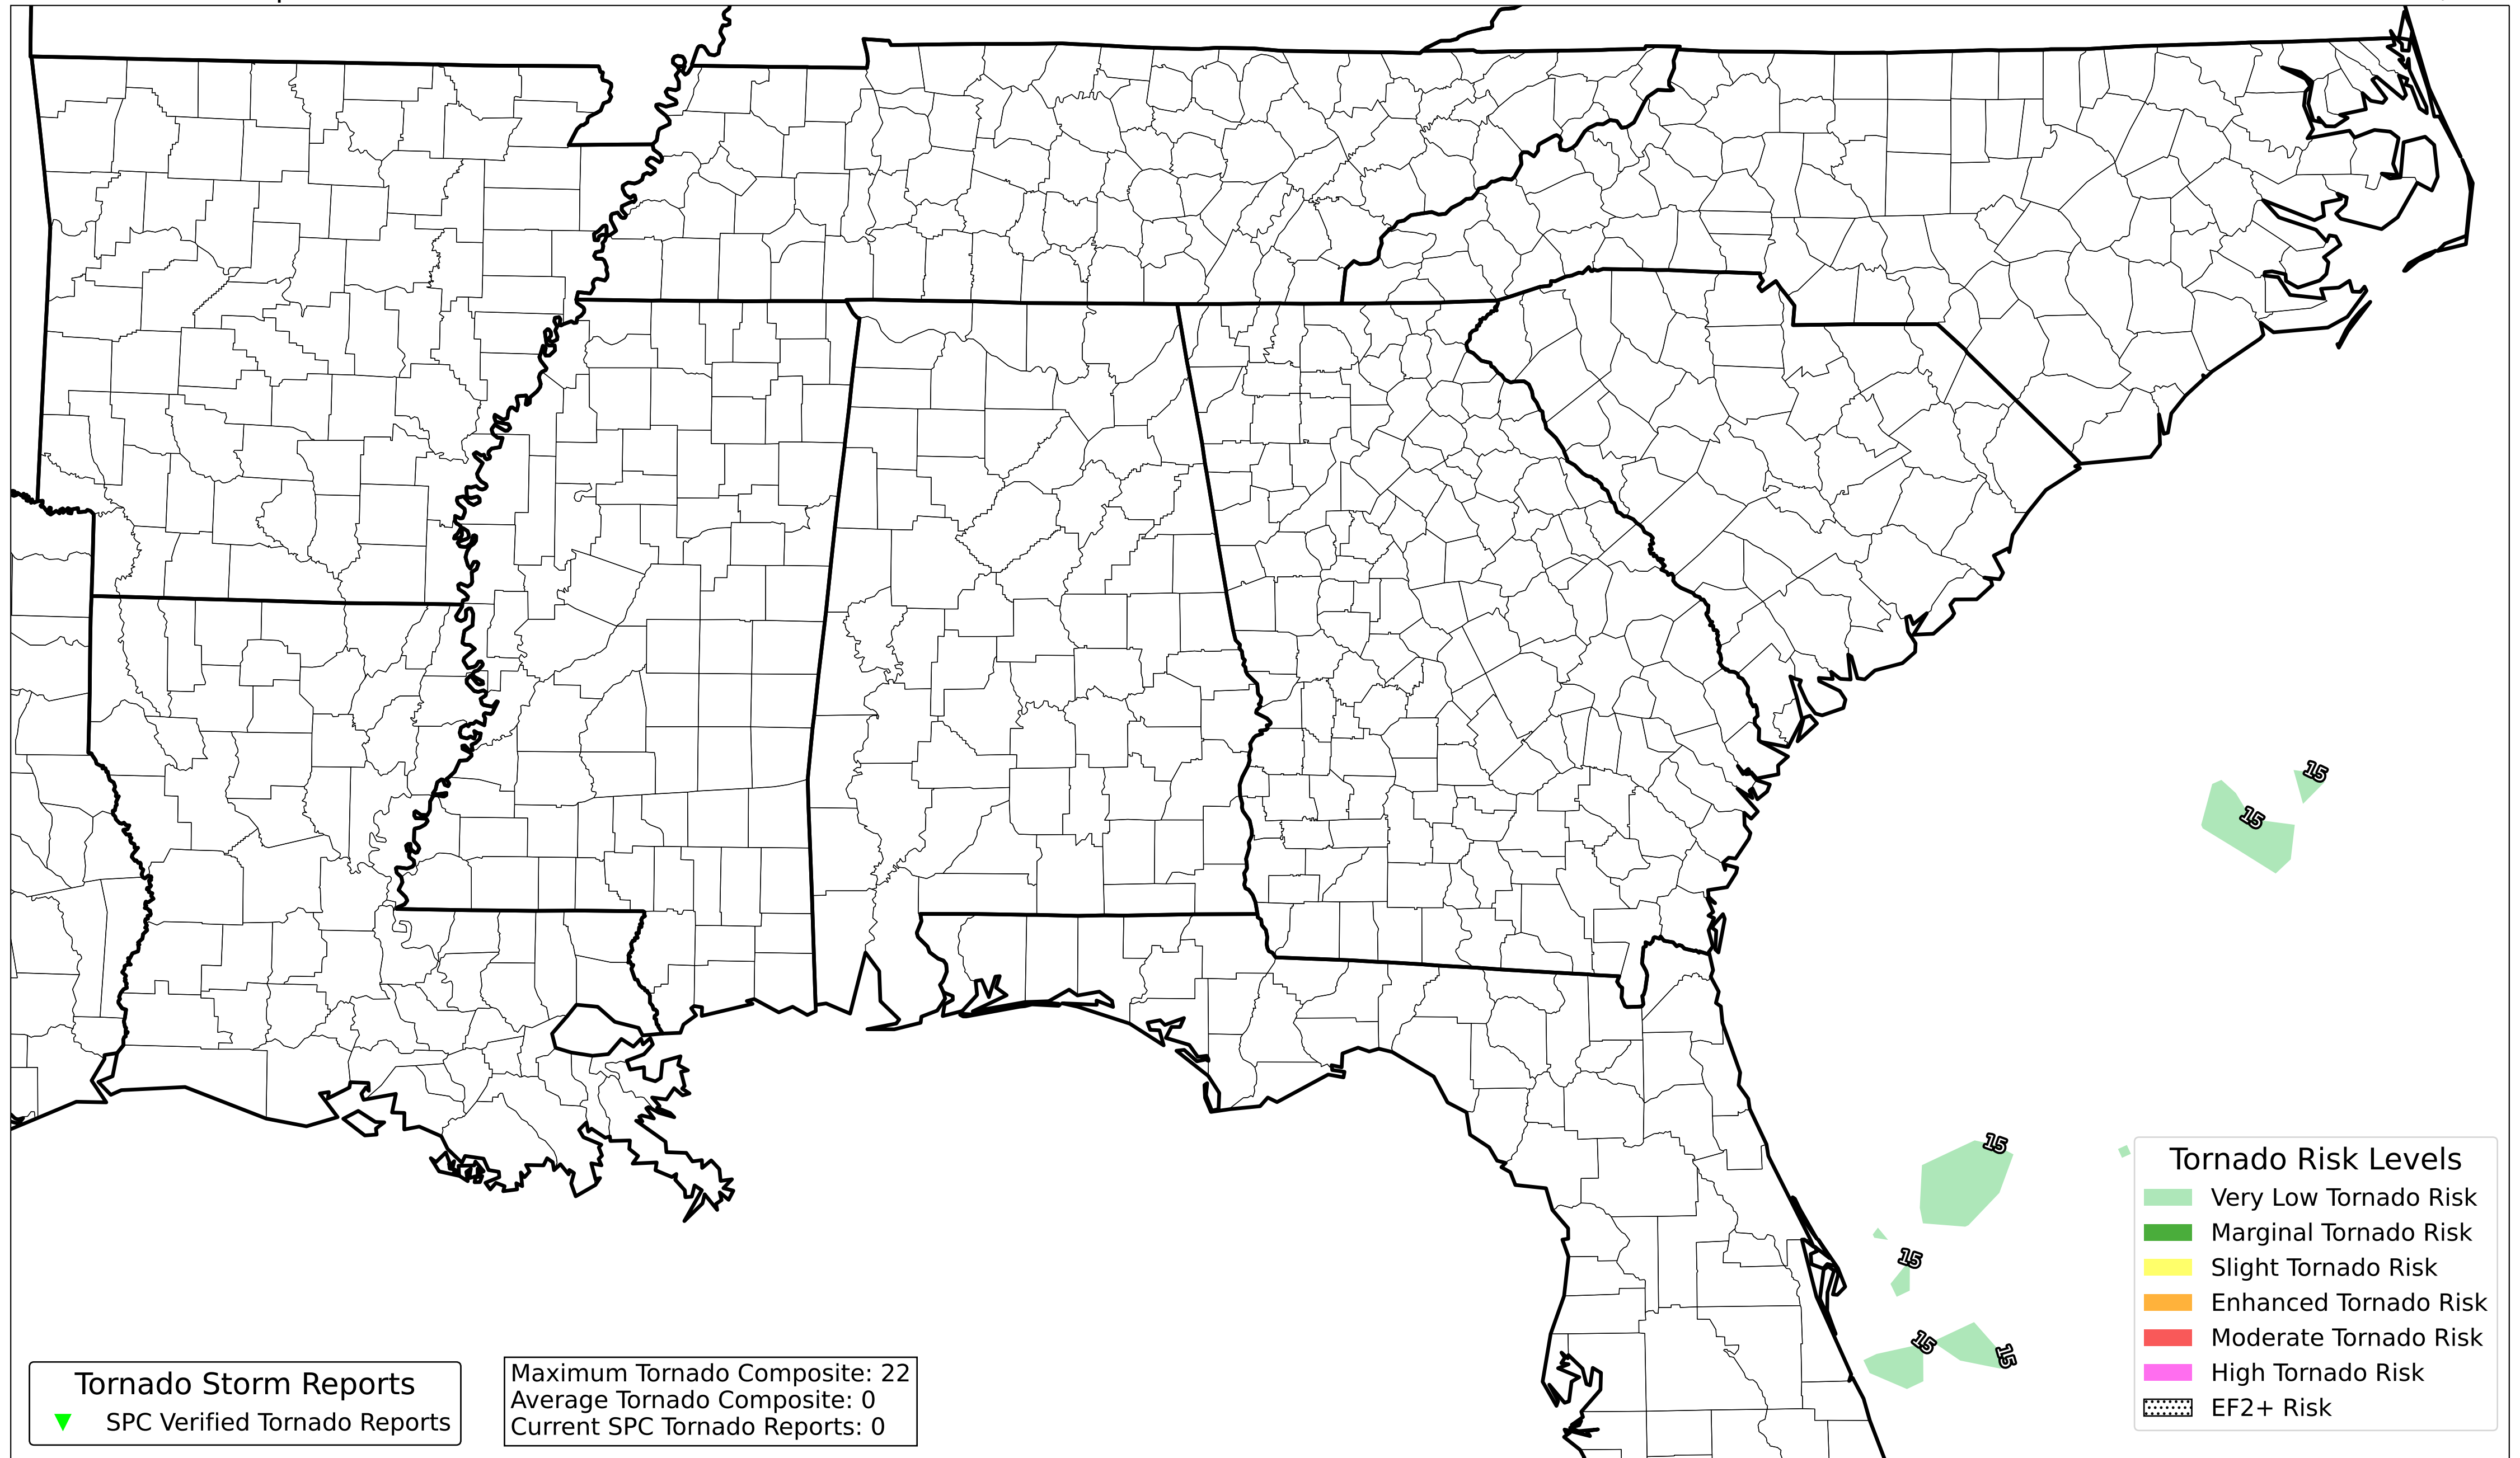 15
15
15
15
15
15
Tornado Risk Levels
Very Low Tornado Risk
Marginal Tornado Risk
Slight Tornado Risk
Enhanced Tornado Risk
Moderate Tornado Risk
High Tornado Risk
EF2+ Risk
Tornado Storm Reports
SPC Verified Tornado Reports
Maximum Tornado Composite: 22
Average Tornado Composite: 0
Current SPC Tornado Reports: 0